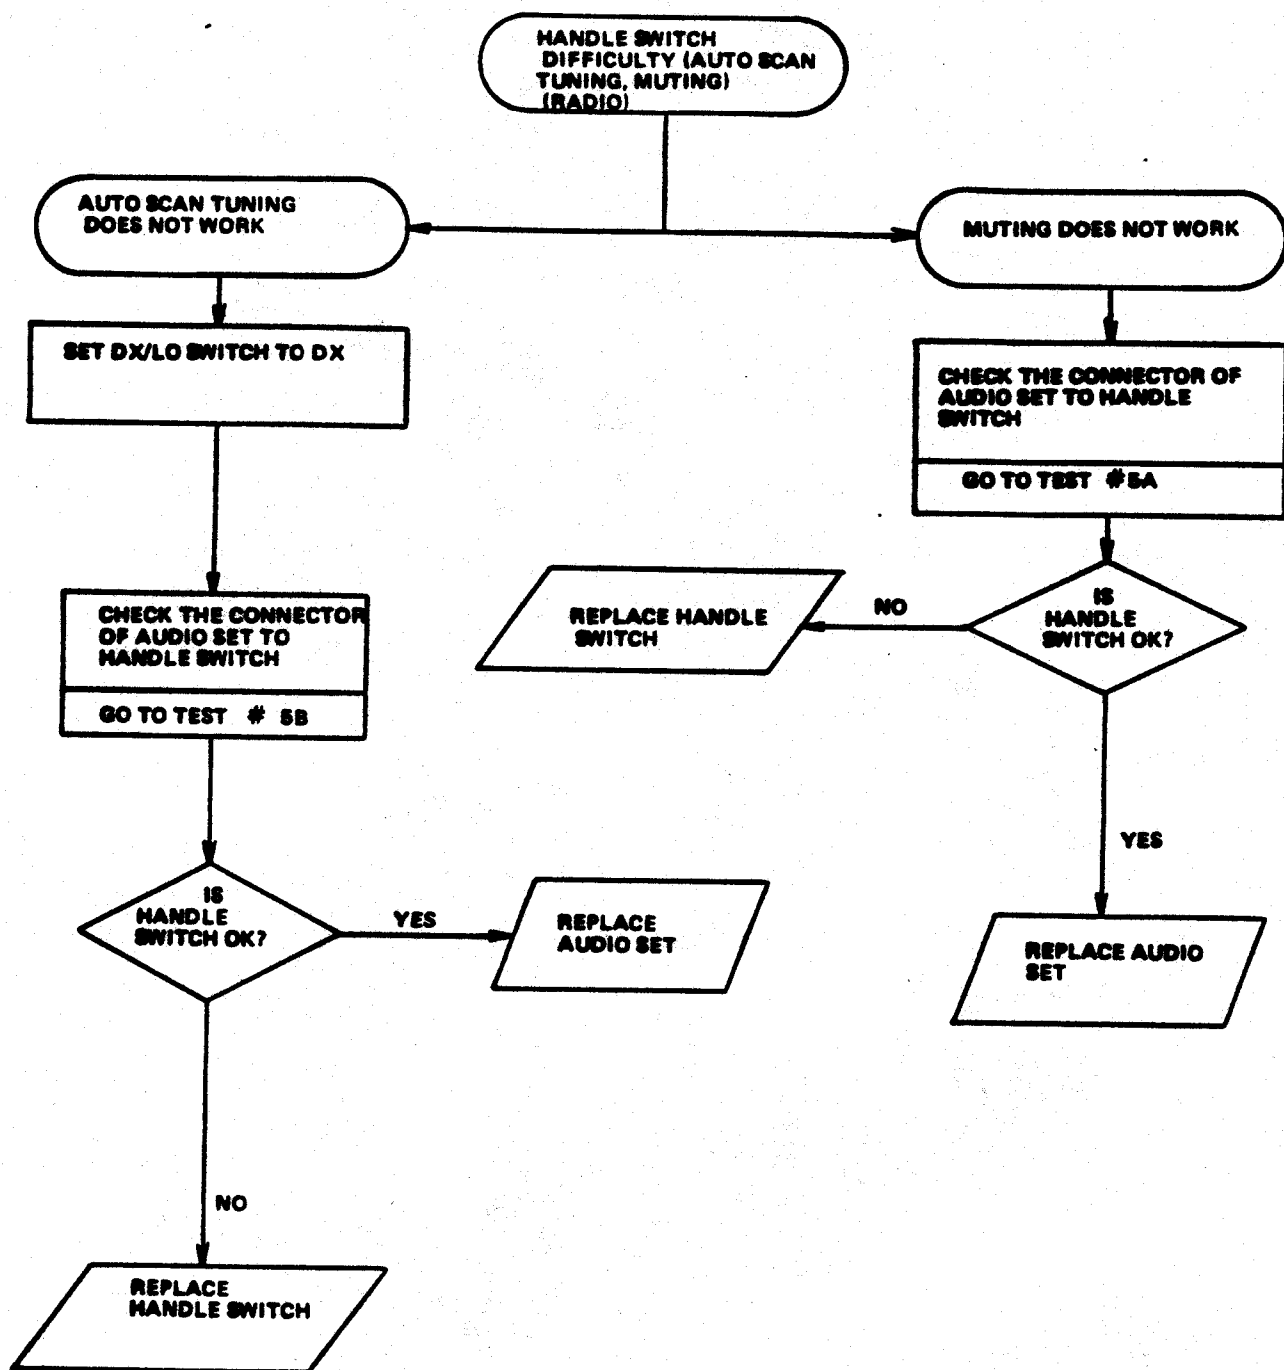 HANDLE SWITCH
DIFFICULTY (AUTO SCAN
TUNING, MUTING)
(RADIO)
AUTO SCAN TUNING
DOES NOT WORK
MUTING DOES NOT WORK
SET DX/LO SWITCH TO DX
CHECK THE CONNECTOR OF
AUDIO SET TO HANDLE
SWITCH
GO TO TEST #5A
CHECK THE CONNECTOR
OF AUDIO SET TO
HANDLE SWITCH
GO TO TEST # 5B
REPLACE HANDLE
SWITCH
NO
IS
HANDLE
SWITCH OK?
YES
IS
HANDLE
SWITCH OK?
YES
REPLACE
AUDIO SET
REPLACE AUDIO
SET
NO
REPLACE
HANDLE SWITCH